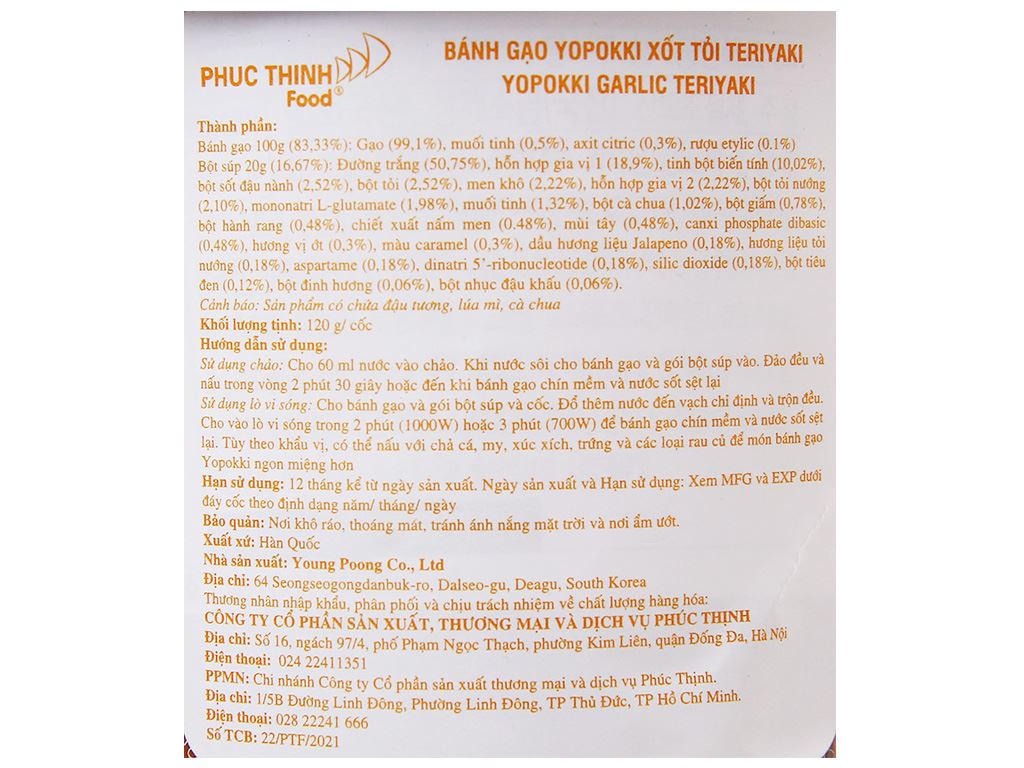 PHUC THINH
Food®
BÁNH GẠO YOPOKKI XỐT TỎI TERIYAKI
YOPOKKI GARLIC TERIYAKI
Thành phần:
Bánh gạo 100g (83,33%): Gạo (99,1%), muối tinh (0,5%), axit citric (0,3%), rượu etylic (0.1%)
Bột súp 20g (16,67%): Đường trắng (50,75%), hỗn hợp gia vị 1 (18,9%), tinh bột biến tính (10,02%),
bột sốt đậu nành (2,52%), bột tỏi (2,52%), men khô (2,22%), hỗn hợp gia vị 2 (2,22%), bột tỏi nướng
(2,10%), mononatri L-glutamate (1,98%), muối tinh (1,32%), bột cà chua (1,02%), bột giấm (0,78%),
bột hành rang (0,48%), chiết xuất nấm men (0.48%), mùi tây (0,48%), canxi phosphate dibasic
(0,48%), hương vị ớt (0,3%), màu caramel (0,3%), dầu hương liệu Jalapeno (0,18%), hương liệu tỏi
nướng (0,18%), aspartame (0,18%), dinatri 5’-ribonucleotide (0,18%), silic dioxide (0,18%), bột tiêu
đen (0,12%), bột đinh hương (0,06%), bột nhục đậu khấu (0,06%).
Cảnh báo: Sản phẩm có chứa đậu tương, lúa mì, cà chua
Khối lượng tịnh: 120 g/ cốc
Hướng dẫn sử dụng:
Sử dụng chảo: Cho 60 ml nước vào chảo. Khi nước sôi cho bánh gạo và gói bột súp vào. Đảo đều và
nấu trong vòng 2 phút 30 giây hoặc đến khi bánh gạo chín mềm và nước sốt sệt lại
Sử dụng lò vi sóng: Cho bánh gạo và gói bột súp và cốc. Đổ thêm nước đến vạch chỉ định và trộn đều.
Cho vào lò vi sóng trong 2 phút (1000W) hoặc 3 phút (700W) để bánh gạo chín mềm và nước sốt sệt
lại. Tùy theo khẩu vị, có thể nấu với chả cá, my, xúc xích, trứng và các loại rau củ để món bánh gạo
Yopokki ngon miệng hơn
Hạn sử dụng: 12 tháng kể từ ngày sản xuất. Ngày sản xuất và Hạn sử dụng: Xem MFG và EXP dưới
đáy cốc theo định dạng năm/ tháng/ ngày
Bảo quản: Nơi khô ráo, thoáng mát, tránh ánh nắng mặt trời và nơi ẩm ướt.
Xuất xứ: Hàn Quốc
Nhà sản xuất: Young Poong Co., Ltd
Địa chỉ: 64 Seongseogongdanbuk-ro, Dalseo-gu, Deagu, South Korea
Thương nhân nhập khẩu, phân phối và chịu trách nhiệm về chất lượng hàng hóa:
CÔNG TY CỔ PHẦN SẢN XUẤT, THƯƠNG MẠI VÀ DỊCH VỤ PHÚC THỊNH
Địa chỉ: Số 16, ngách 97/4, phố Phạm Ngọc Thạch, phường Kim Liên, quận Đống Đa, Hà Nội
Điện thoại: 024 22411351
PPMN: Chi nhánh Công ty Cổ phần sản xuất thương mại và dịch vụ Phúc Thịnh.
Địa chỉ: 1/5B Đường Linh Đông, Phường Linh Đông, TP Thủ Đức, TP Hồ Chí Minh.
Điện thoại: 028 22241 666
Số TCB: 22/PTF/2021